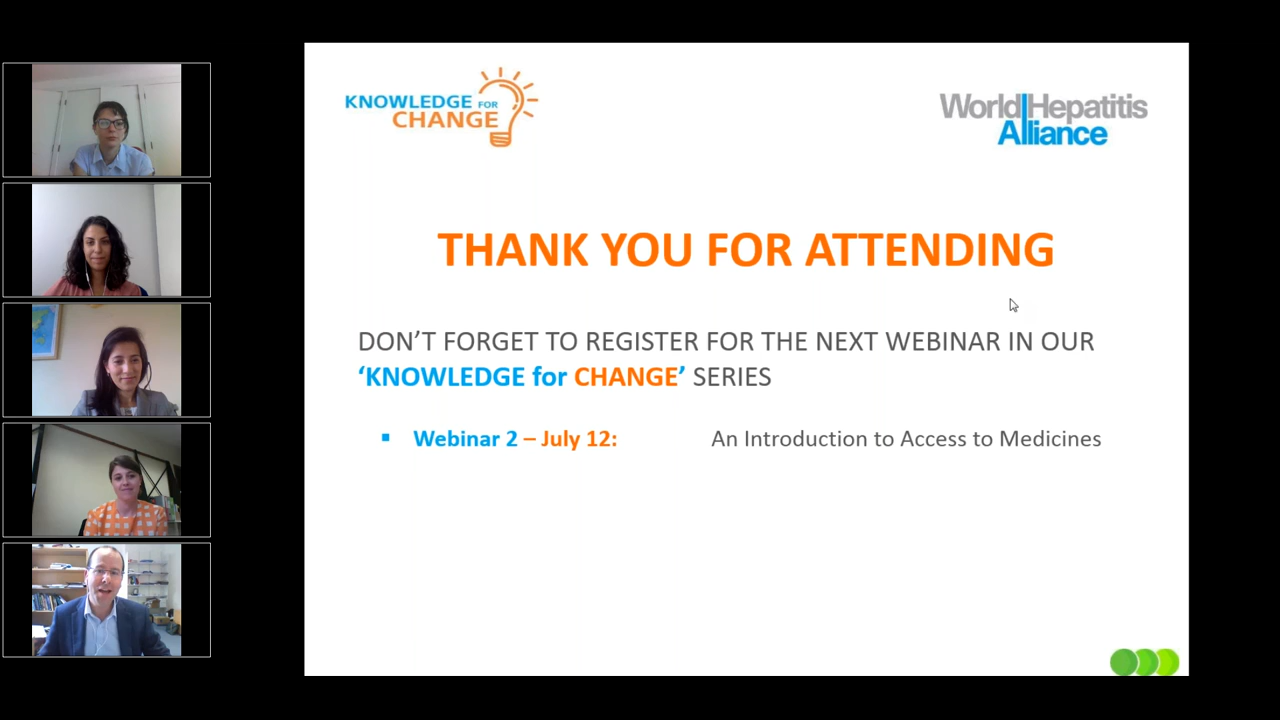 KNOWLEDGE FOR
CHANGE
World Hepatitis
Alliance
THANK YOU FOR ATTENDING
DON’T FORGET TO REGISTER FOR THE NEXT WEBINAR IN OUR
‘KNOWLEDGE for CHANGE’ SERIES
▪ Webinar 2 – July 12: An Introduction to Access to Medicines